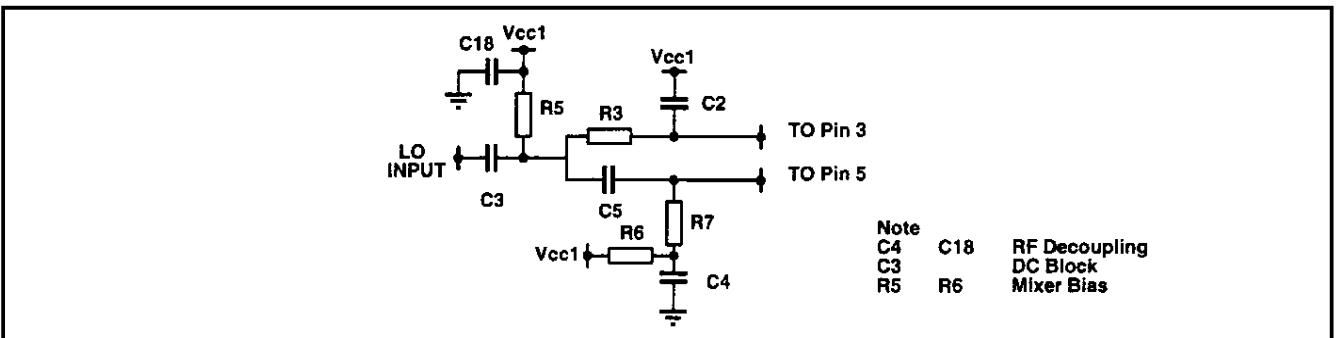 C18
Vcc1
Vcc1
R5
C2
R3
TO Pin 3
LO
INPUT
TO Pin 5
C3
C5
R7
R6
Vcc1
C4
Note
C4 C18 RF Decoupling
C3 DC Block
R5 R6 Mixer Bias